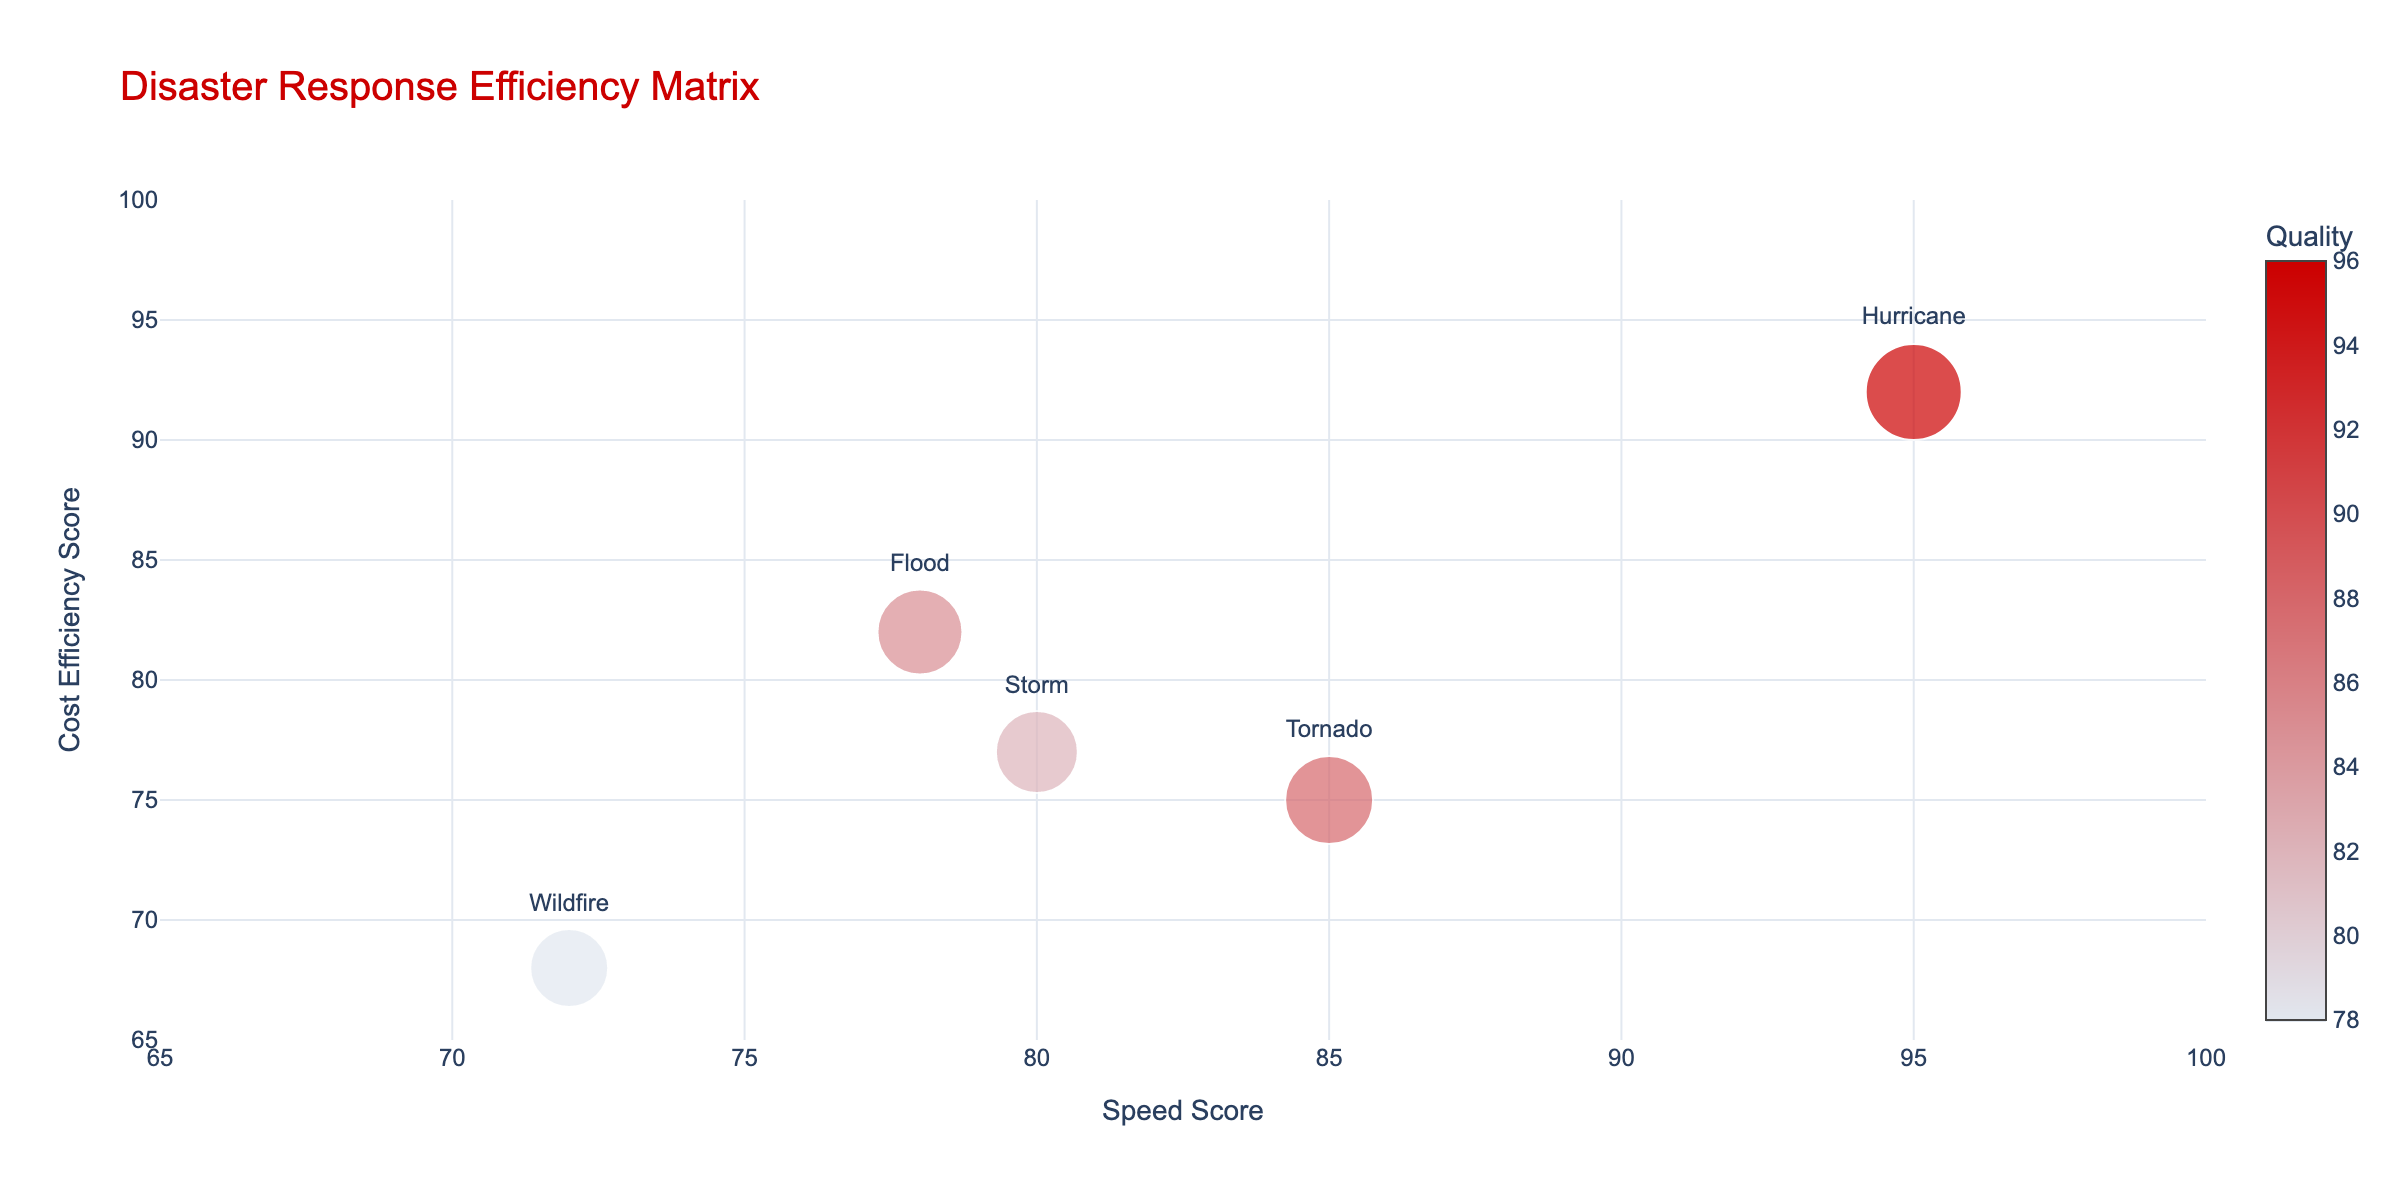 Disaster Response Efficiency Matrix
100
95
90
85
80
75
70
65
Cost Efficiency Score
Hurricane
Flood
Storm
Tornado
Wildfire
65 70 75 80 85 90 95 100
Speed Score
Quality
96
94
92
90
88
86
84
82
80
78